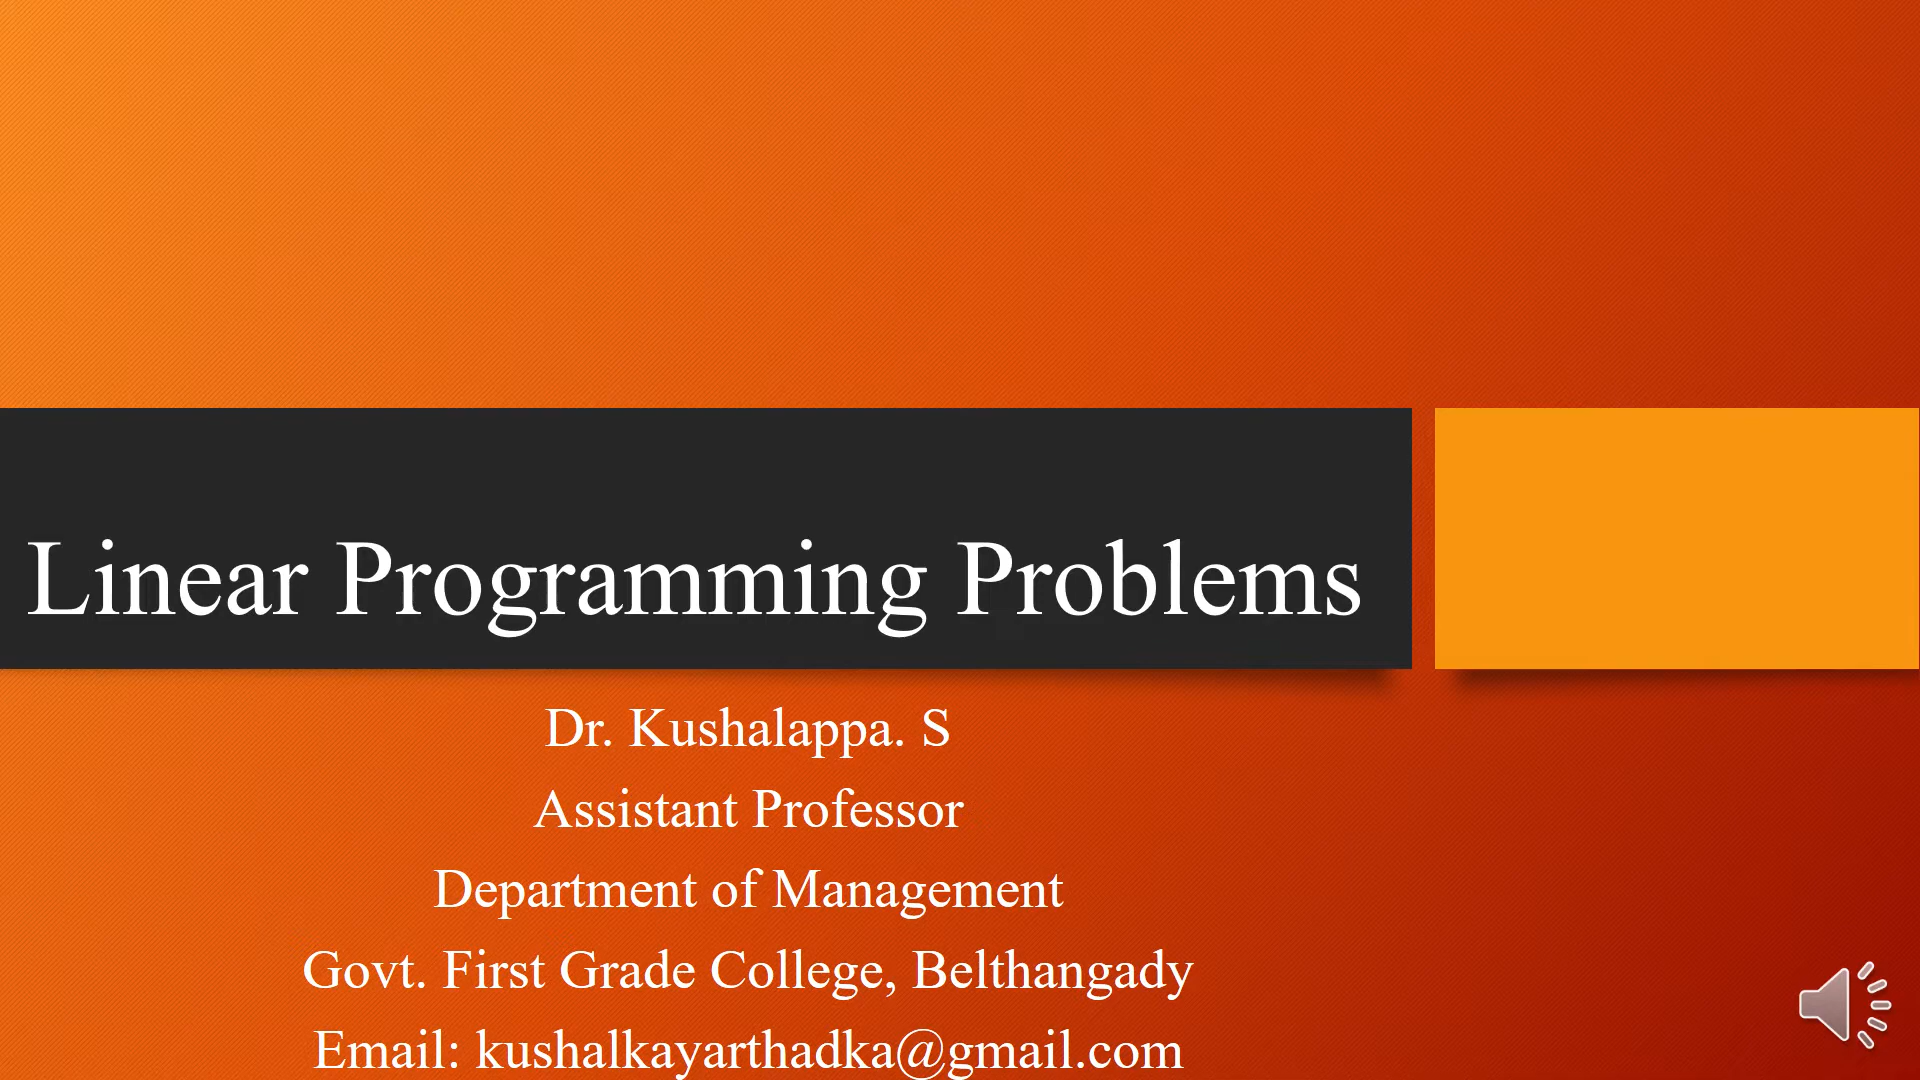 Linear Programming Problems
Dr. Kushalappa. S
Assistant Professor
Department of Management
Govt. First Grade College, Belthangady
Email: kushalkayarthadka@gmail.com